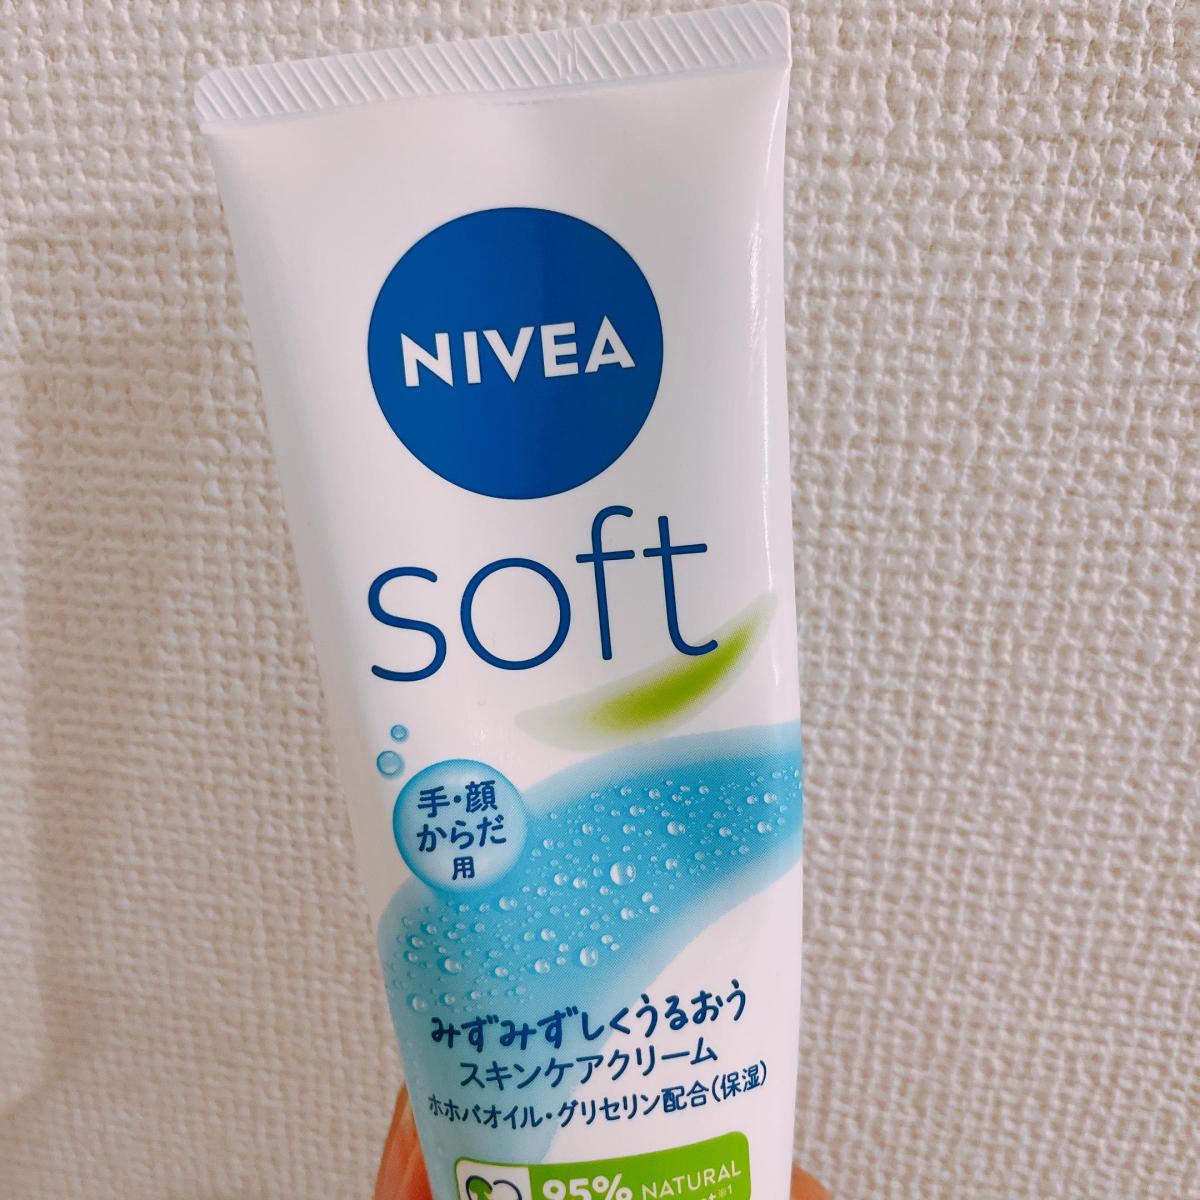 NIVEA
soft
手・顔
からだ
用
みずみずしくうるおう
スキンケアクリーム
ホホバオイル・グリセリン配合(保湿)
95% NATURAL
※1